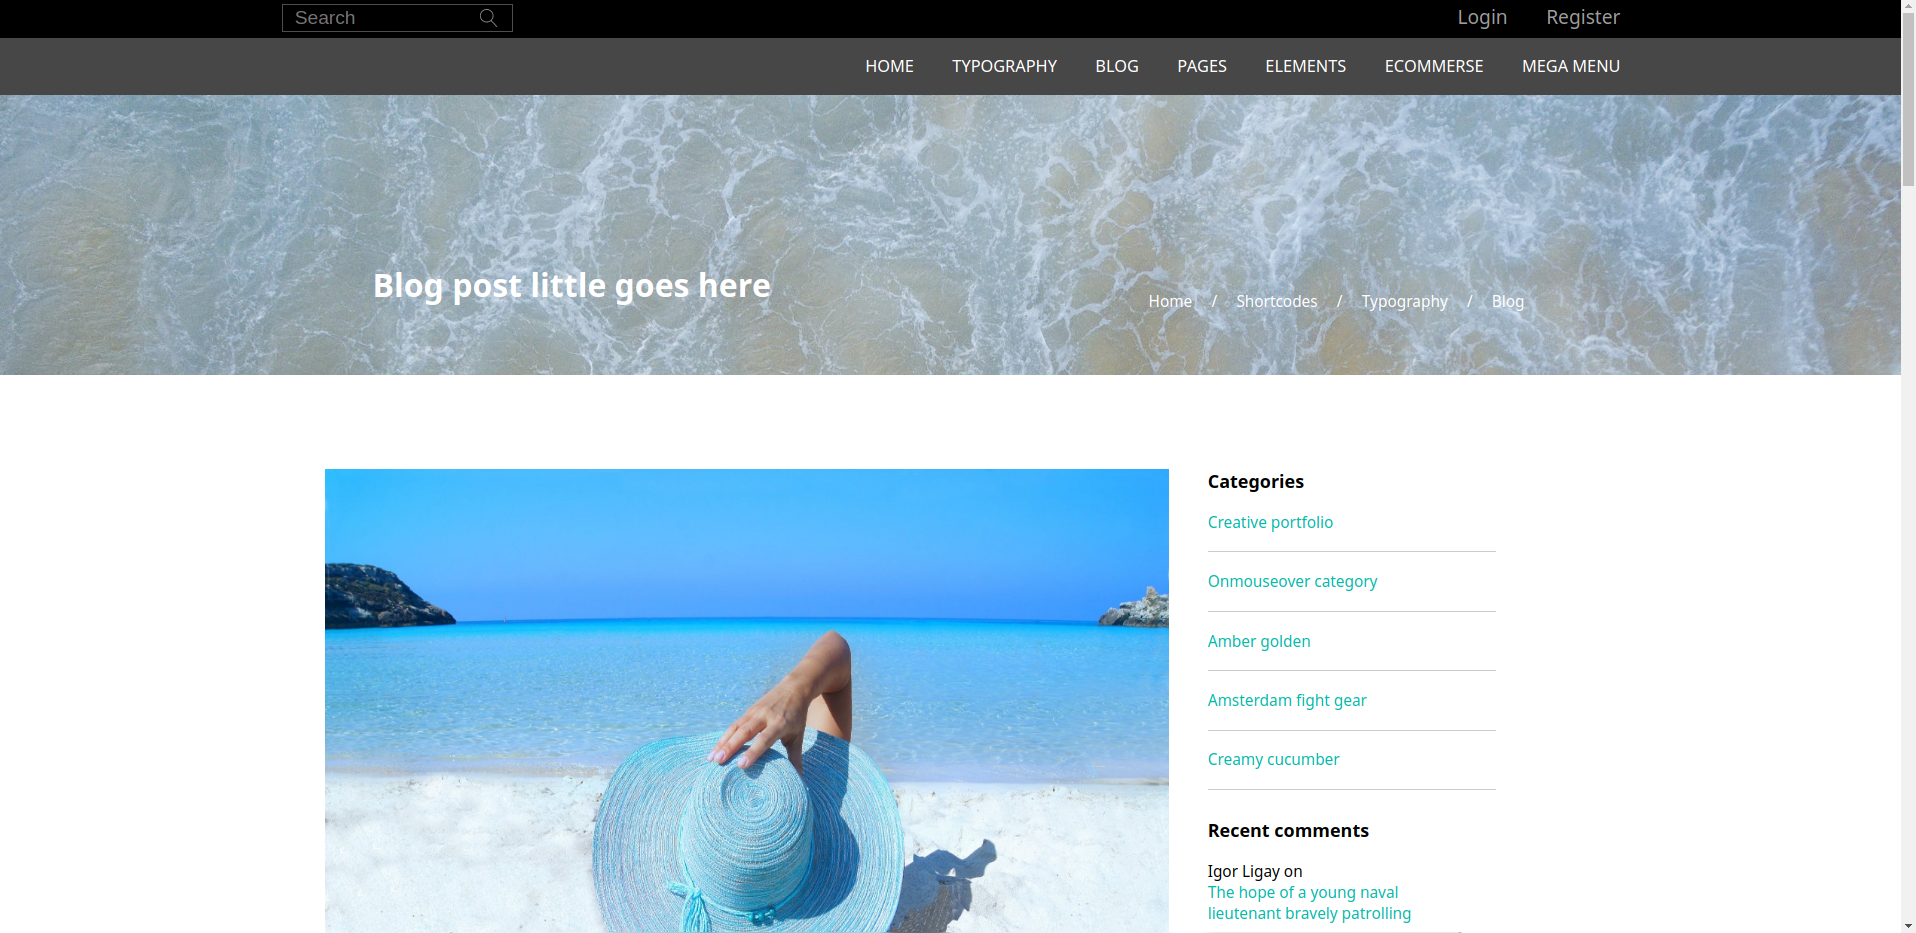 Search
Login Register
HOME TYPOGRAPHY BLOG PAGES ELEMENTS ECOMMERSE MEGA MENU
Blog post little goes here
Home / Shortcodes / Typography / Blog
Categories
Creative portfolio
Onmouseover category
Amber golden
Amsterdam fight gear
Creamy cucumber
Recent comments
Igor Ligay on
The hope of a young naval
lieutenant bravely patrolling